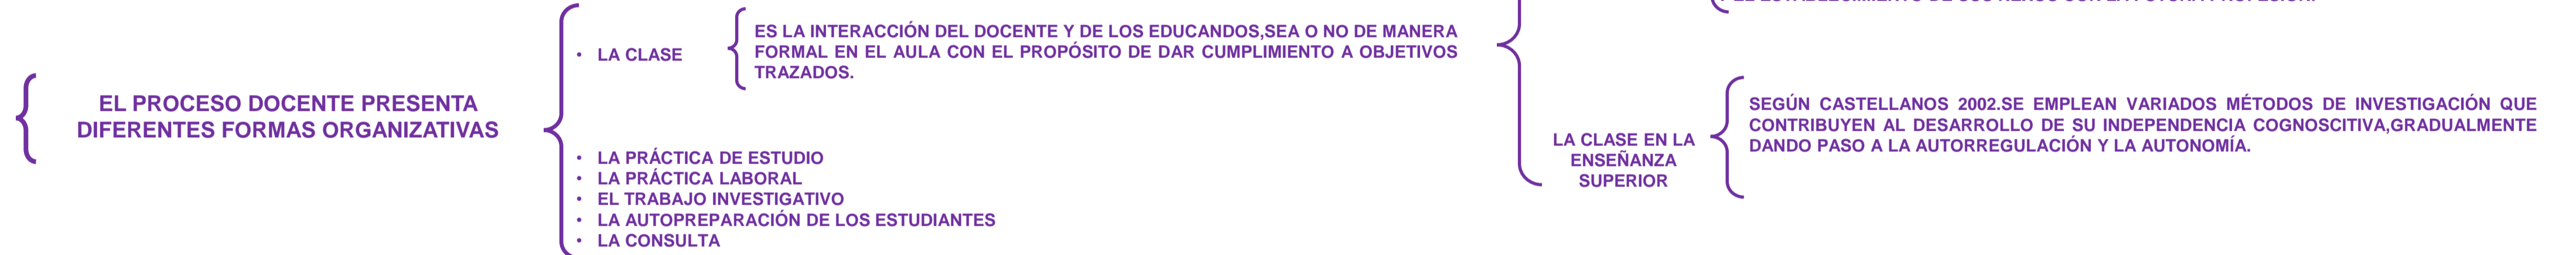 EL PROCESO DOCENTE PRESENTA
DIFERENTES FORMAS ORGANIZATIVAS
• LA CLASE
ES LA INTERACCIÓN DEL DOCENTE Y DE LOS EDUCANDOS,SEA O NO DE MANERA
FORMAL EN EL AULA CON EL PROPÓSITO DE DAR CUMPLIMIENTO A OBJETIVOS
TRAZADOS.
• LA PRÁCTICA DE ESTUDIO
• LA PRÁCTICA LABORAL
• EL TRABAJO INVESTIGATIVO
• LA AUTOPREPARACIÓN DE LOS ESTUDIANTES
• LA CONSULTA
LA CLASE EN LA
ENSEÑANZA
SUPERIOR
SEGÚN CASTELLANOS 2002.SE EMPLEAN VARIADOS MÉTODOS DE INVESTIGACIÓN QUE
CONTRIBUYEN AL DESARROLLO DE SU INDEPENDENCIA COGNOSCITIVA,GRADUALMENTE
DANDO PASO A LA AUTORREGULACIÓN Y LA AUTONOMÍA.